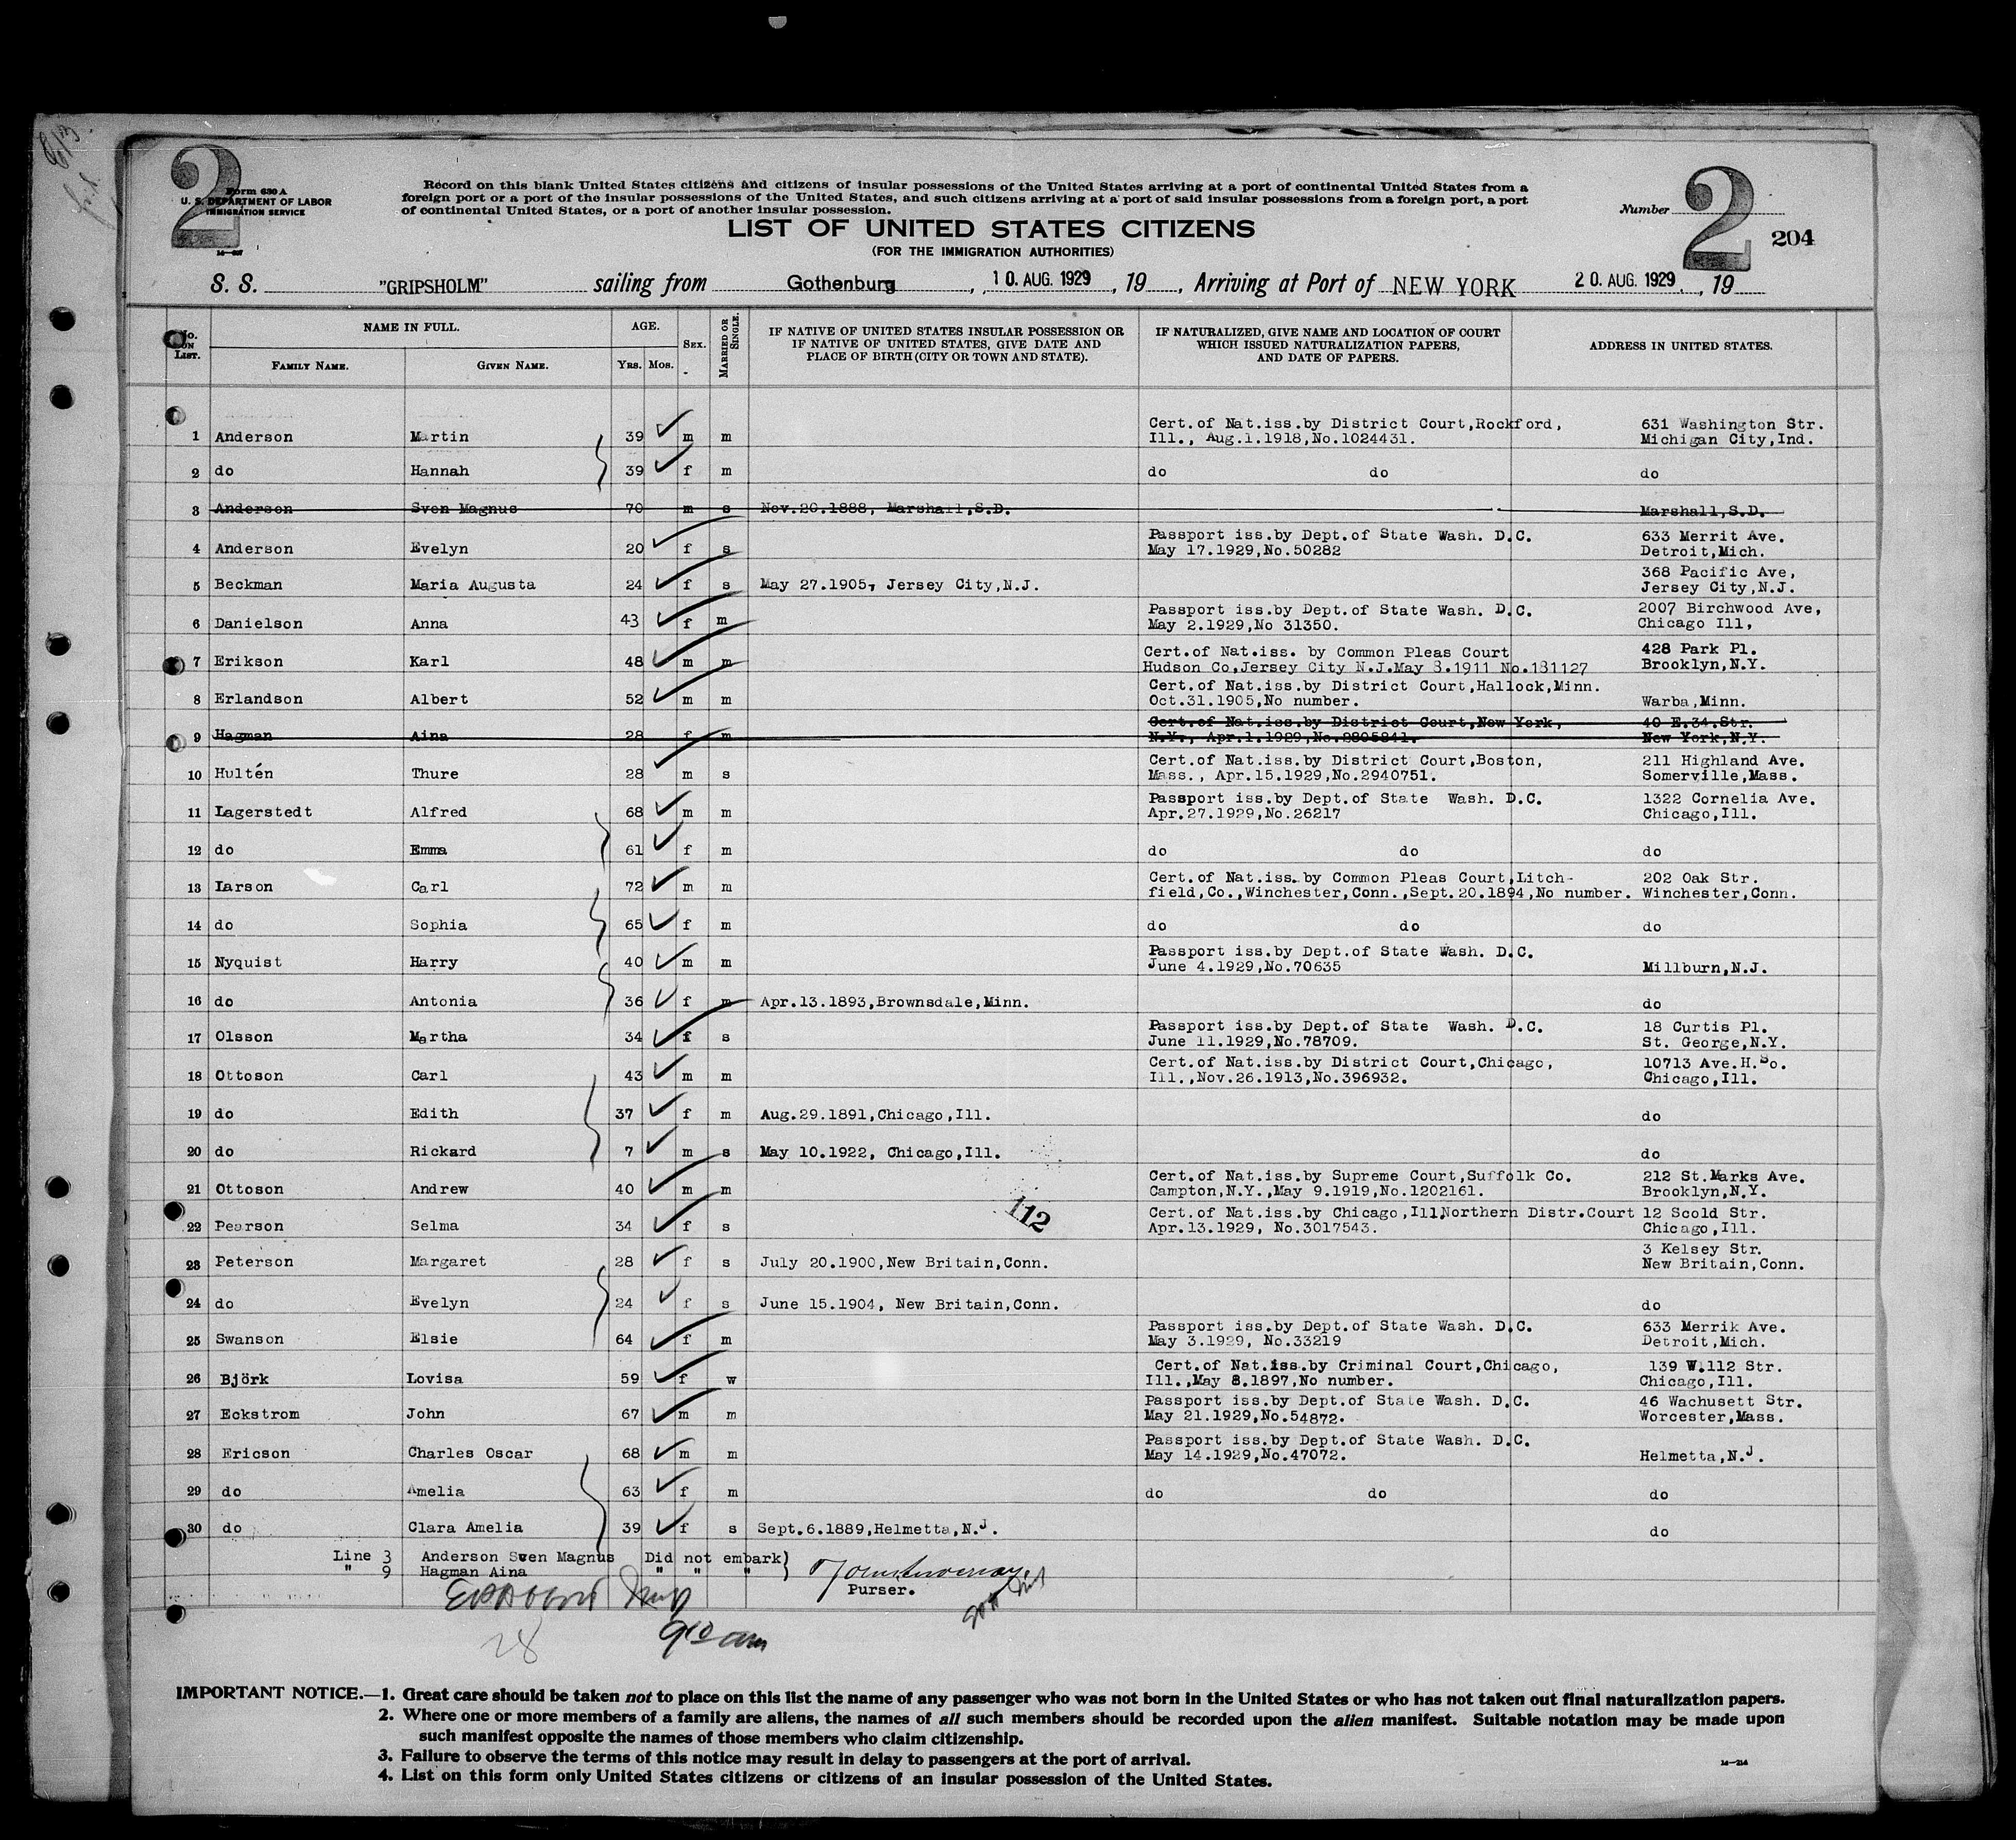 2
Form 630 A
U. S. DEPARTMENT OF LABOR
IMMIGRATION SERVICE
Record on this blank United States citizens and citizens of insular possessions of the United States arriving at a port of continental United States from a
foreign port or a port of the insular possessions of the United States, and such citizens arriving at a port of said insular possessions from a foreign port, a port
of continental United States, or a port of another insular possession.
LIST OF UNITED STATES CITIZENS
(FOR THE IMMIGRATION AUTHORITIES)
Number 2 204
S. S. "GRIPSHOLM" sailing from Gothenburg, 10. AUG. 1929, 19 , Arriving at Port of NEW YORK 20. AUG. 1929. , 19
No. ON LIST. NAME IN FULL. AGE. SEX. MARRIED OR SINGLE. IF NATIVE OF UNITED STATES INSULAR POSSESSION OR IF NATIVE OF UNITED STATES, GIVE DATE AND PLACE OF BIRTH (CITY OR TOWN AND STATE). IF NATURALIZED, GIVE NAME AND LOCATION OF COURT WHICH ISSUED NATURALIZATION PAPERS, AND DATE OF PAPERS. ADDRESS IN UNITED STATES.
FAMILY NAME. GIVEN NAME. YRS. MOS.
Cert.of Nat.iss.by District Court,Rockford, 631 Washington Str.
1 Anderson Martin 39 m m Ill., Aug.1.1918,No.1024431. Michigan City,Ind.
2 do Hannah 39 f m do do do
3 Anderson Sven Magnus 70 m s Nov.20.1888, Marshall,S.D. Marshall,S.D.
Passport iss.by Dept.of State Wash. D.C. 633 Merrit Ave.
4 Anderson Evelyn 20 f s May 17.1929,No.50282 Detroit,Mich.
368 Pacific Ave,
5 Beckman Maria Augusta 24 f s May 27.1905, Jersey City,N.J. Jersey City,N.J.
Passport iss.by Dept.of State Wash. D.C. 2007 Birchwood Ave,
6 Danielson Anna 43 f m May 2.1929,No 31350. Chicago Ill,
Cert.of Nat.iss. by Common Pleas Court 428 Park Pl.
7 Erikson Karl 48 m m Hudson Co,Jersey City N.J.May 8.1911 No.181127 Brooklyn,N.Y.
Cert.of Nat.iss.by District Court,Hallock,Minn.
8 Erlandson Albert 52 m m Oct.31.1905,No number. Warba,Minn.
Cert.of Nat.iss.by District Court,New York, 40 E.34.Str.
9 Hagman Aina 28 f m N.Y., Apr.1.1929,No.2805841. New York,N.Y.
Cert.of Nat.iss.by District Court,Boston, 211 Highland Ave.
10 Hultén Thure 28 m s Mass., Apr.15.1929,No.2940751. Somerville,Mass.
Passport iss.by Dept.of State Wash. D.C. 1322 Cornelia Ave.
11 Lagerstedt Alfred 68 m m Apr.27.1929,No.26217 Chicago,Ill.
12 do Emma 61 f m do do do
Cert.of Nat.iss.by Common Pleas Court,Litch- 202 Oak Str.
13 Larson Carl 72 m m field,Co.,Winchester,Conn.,Sept.20.1894,No number. Winchester,Conn.
14 do Sophia 65 f m do do do
Passport iss.by Dept.of State Wash. D.C.
15 Nyquist Harry 40 m m June 4.1929,No.70635 Millburn,N.J.
16 do Antonia 36 f m Apr.13.1893,Brownsdale,Minn. do
Passport iss.by Dept.of State Wash. D.C. 18 Curtis Pl.
17 Olsson Martha 34 f s June 11.1929,No.78709. St. George,N.Y.
Cert.of Nat.iss.by District Court,Chicago, 10713 Ave.H.So.
18 Ottoson Carl 43 m m Ill.,Nov.26.1913,No.396932. Chicago,Ill.
19 do Edith 37 f m Aug.29.1891,Chicago,Ill. do
20 do Rickard 7 m s May 10.1922, Chicago,Ill. do
Cert.of Nat.iss.by Supreme Court,Suffolk Co. 212 St.Marks Ave.
21 Ottoson Andrew 40 m m Campton,N.Y.,May 9.1919,No.1202161. Brooklyn,N.Y.
112
Cert.of Nat.iss.by Chicago,Ill,Northern Distr.Court 12 Scold Str.
22 Pearson Selma 34 f s Apr.13.1929, No.3017543. Chicago,Ill.
3 Kelsey Str.
23 Peterson Margaret 28 f s July 20.1900,New Britain,Conn. New Britain,Conn.
24 do Evelyn 24 f s June 15.1904, New Britain,Conn. do
Passport iss.by Dept.of State Wash. D.C. 633 Merrik Ave.
25 Swanson Elsie 64 f m May 3.1929, No.33219 Detroit,Mich.
Cert.of Nat.iss.by Criminal Court,Chicago, 139 W.112 Str.
26 Björk Lovisa 59 f w Ill.,May 8.1897,No number. Chicago,Ill.
Passport iss.by Dept.of State Wash. D.C. 46 Wachusett Str.
27 Eckstrom John 67 m m May 21.1929,No.54872. Worcester,Mass.
Passport iss.by Dept.of State Wash. D.C.
28 Ericson Charles Oscar 68 m m May 14.1929,No.47072. Helmetta,N.J.
29 do Amelia 63 f m do do do
30 do Clara Amelia 39 f s Sept.6.1889,Helmetta,N.J. do
Line 3 Anderson Sven Magnus Did not embark}
" 9 Hagman Aina " " "
Purser.
28
9 10 am
IMPORTANT NOTICE.—1. Great care should be taken not to place on this list the name of any passenger who was not born in the United States or who has not taken out final naturalization papers.
2. Where one or more members of a family are aliens, the names of all such members should be recorded upon the alien manifest. Suitable notation may be made upon
such manifest opposite the names of those members who claim citizenship.
3. Failure to observe the terms of this notice may result in delay to passengers at the port of arrival.
4. List on this form only United States citizens or citizens of an insular possession of the United States.